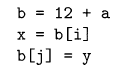 b = 12 + a
x = b[i]
b[j] = y